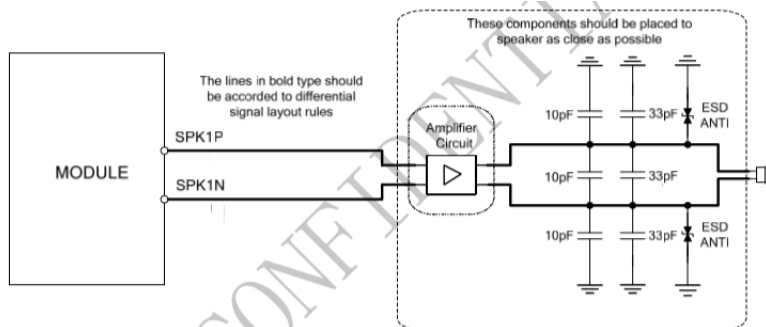 These components should be placed to
speaker as close as possible
The lines in bold type should
be accorded to differential
signal layout rules
MODULE
SPK1P
SPK1N
Amplifier
Circuit
10pF
33pF
ESD
ANTI
10pF
33pF
10pF
33pF
ESD
ANTI
CONFIDENTIAL